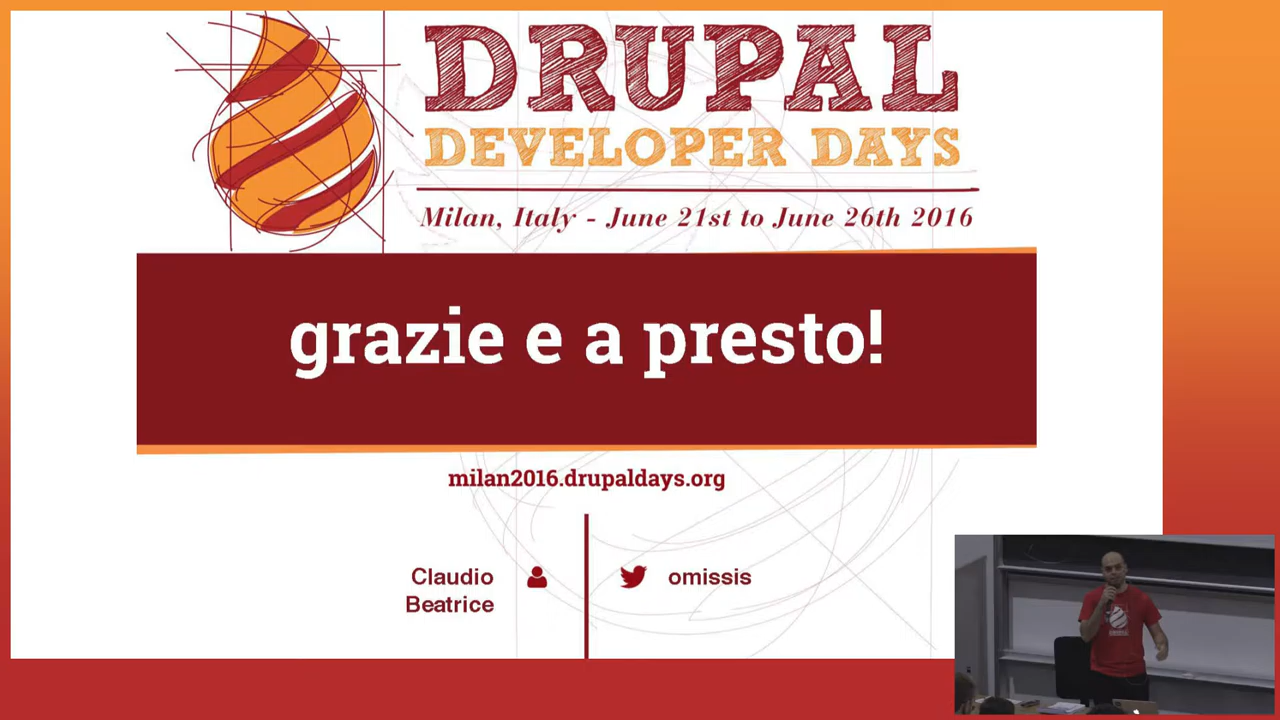 DRUPAL
DEVELOPER DAYS
Milan, Italy - June 21st to June 26th 2016
grazie e a presto!
milan2016.drupaldays.org
Claudio
Beatrice
omissis